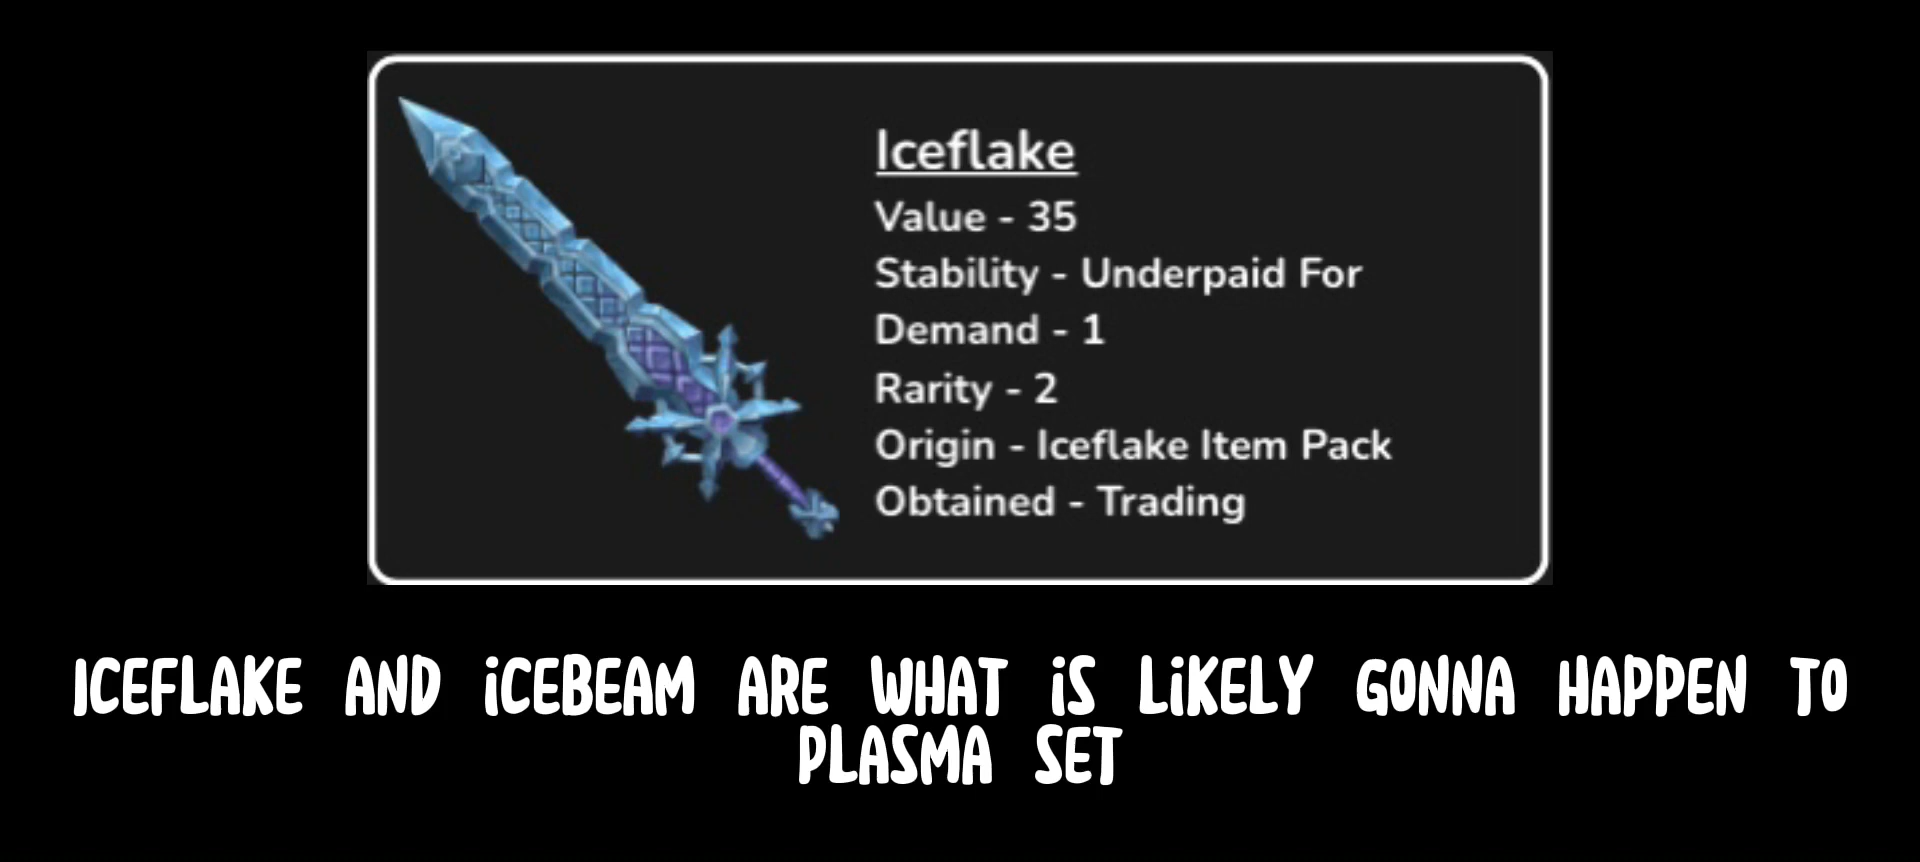 Iceflake
Value - 35
Stability - Underpaid For
Demand - 1
Rarity - 2
Origin - Iceflake Item Pack
Obtained - Trading
ICEFLAKE AND iCEBEAM ARE WHAT iS LiKELY GONNA HAPPEN TO
PLASMA SET